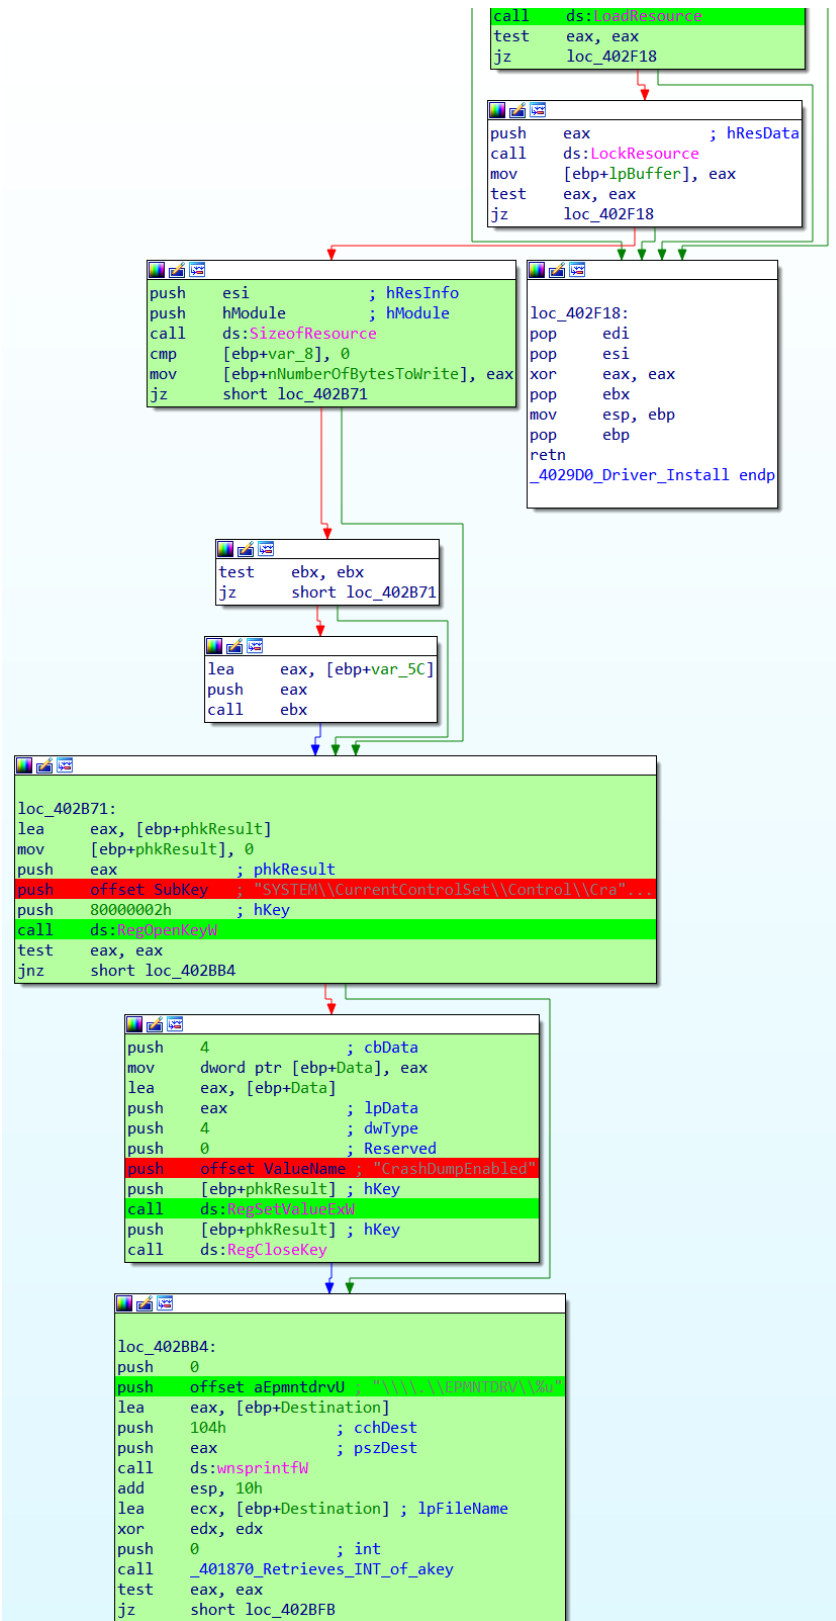 call ds:LoadResource
test eax, eax
jz loc_402F18
push eax ; hResData
call ds:LockResource
mov [ebp+lpBuffer], eax
test eax, eax
jz loc_402F18
push esi ; hResInfo
push hModule ; hModule
call ds:SizeofResource
cmp [ebp+var_8], 0
mov [ebp+nNumberOfBytesToWrite], eax
jz short loc_402B71
loc_402F18:
pop edi
pop esi
xor eax, eax
pop ebx
mov esp, ebp
pop ebp
retn
_4029D0_Driver_Install endp
test ebx, ebx
jz short loc_402B71
lea eax, [ebp+var_5C]
push eax
call ebx
loc_402B71:
lea eax, [ebp+phkResult]
mov [ebp+phkResult], 0
push eax ; phkResult
push offset SubKey ; "SYSTEM\\CurrentControlSet\\Control\\Cra"...
push 80000002h ; hKey
call ds:RegOpenKeyW
test eax, eax
jnz short loc_402BB4
push 4 ; cbData
mov dword ptr [ebp+Data], eax
lea eax, [ebp+Data]
push eax ; lpData
push 4 ; dwType
push 0 ; Reserved
push offset ValueName ; "CrashDumpEnabled"
push [ebp+phkResult] ; hKey
call ds:RegSetValueExW
push [ebp+phkResult] ; hKey
call ds:RegCloseKey
loc_402BB4:
push 0
push offset aEpmntdrvU ; "\\\\.\\EPMNTDRV\\%u"
lea eax, [ebp+Destination]
push 104h ; cchDest
push eax ; pszDest
call ds:wnsprintfW
add esp, 10h
lea ecx, [ebp+Destination] ; lpFileName
xor edx, edx
push 0 ; int
call _401870_Retrieves_INT_of_akey
test eax, eax
jz short loc_402BFB